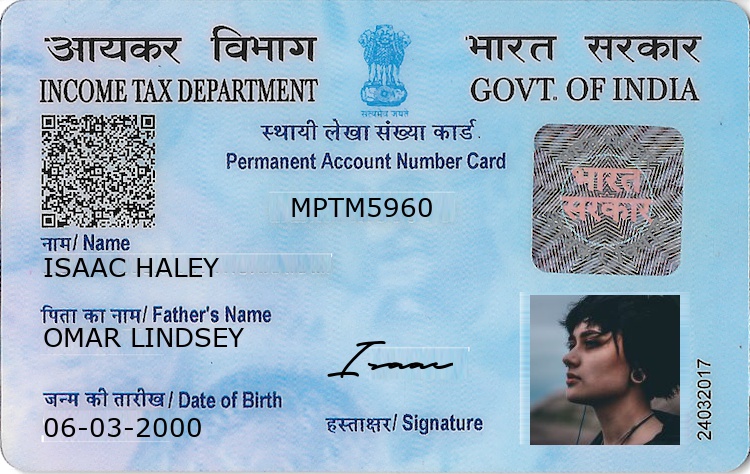 आयकर विभाग
INCOME TAX DEPARTMENT
सत्यमेव जयते
भारत सरकार
GOVT. OF INDIA
स्थायी लेखा संख्या कार्ड
Permanent Account Number Card
MPTM5960
भारत
सरकार
नाम/ Name
ISAAC HALEY
पिता का नाम/ Father's Name
OMAR LINDSEY
Isaac
जन्म की तारीख / Date of Birth
06-03-2000
हस्ताक्षर/ Signature
24032017